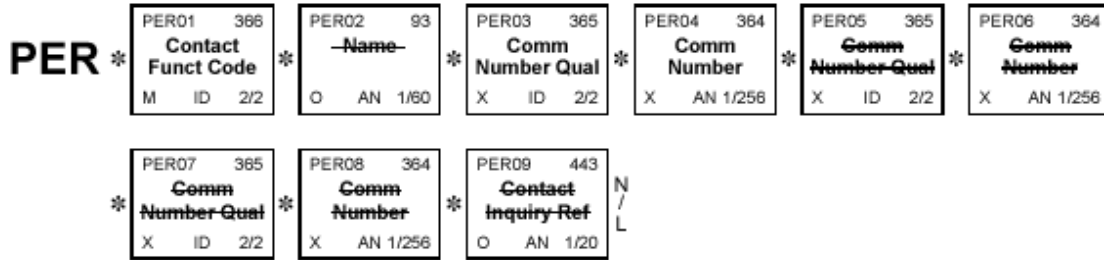 PER01 366 PER02 93 PER03 365 PER04 364 PER05 365 PER06 364
PER * Contact * Name * Comm * Comm * Comm * Comm
Funct Code Number Qual Number Number Qual Number
M ID 2/2 O AN 1/60 X ID 2/2 X AN 1/256 X ID 2/2 X AN 1/256
PER07 365 PER08 364 PER09 443
* Comm * Comm * Contact N
Number Qual Number Inquiry Ref /
X ID 2/2 X AN 1/256 O AN 1/20 L